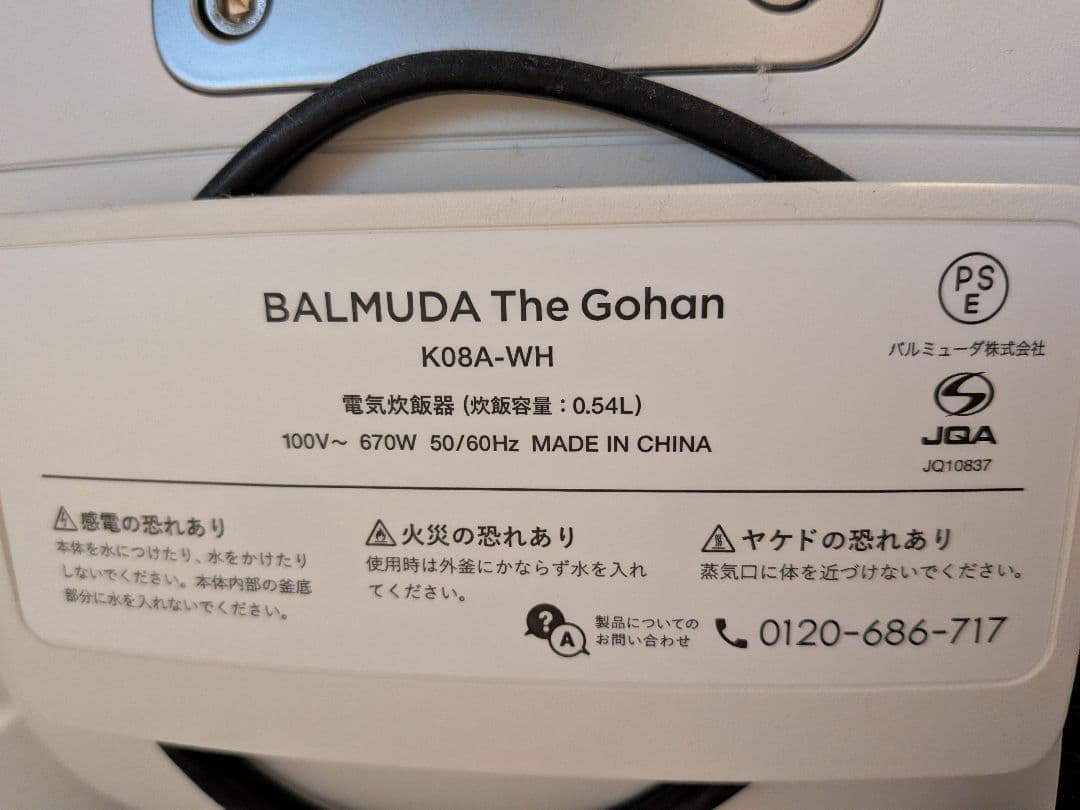 BALMUDA The Gohan
K08A-WH
電気炊飯器 (炊飯容量：0.54L)
100V～ 670W 50/60Hz MADE IN CHINA
PS
E
バルミューダ株式会社
JQA
JQ10837
感電の恐れあり
本体を水につけたり、水をかけたり
しないでください。本体内部の釜底
部分に水を入れないでください。
火災の恐れあり
使用時は外釜にかならず水を入れ
てください。
ヤケドの恐れあり
蒸気口に体を近づけないでください。
?
A
製品についての
お問い合わせ
0120-686-717